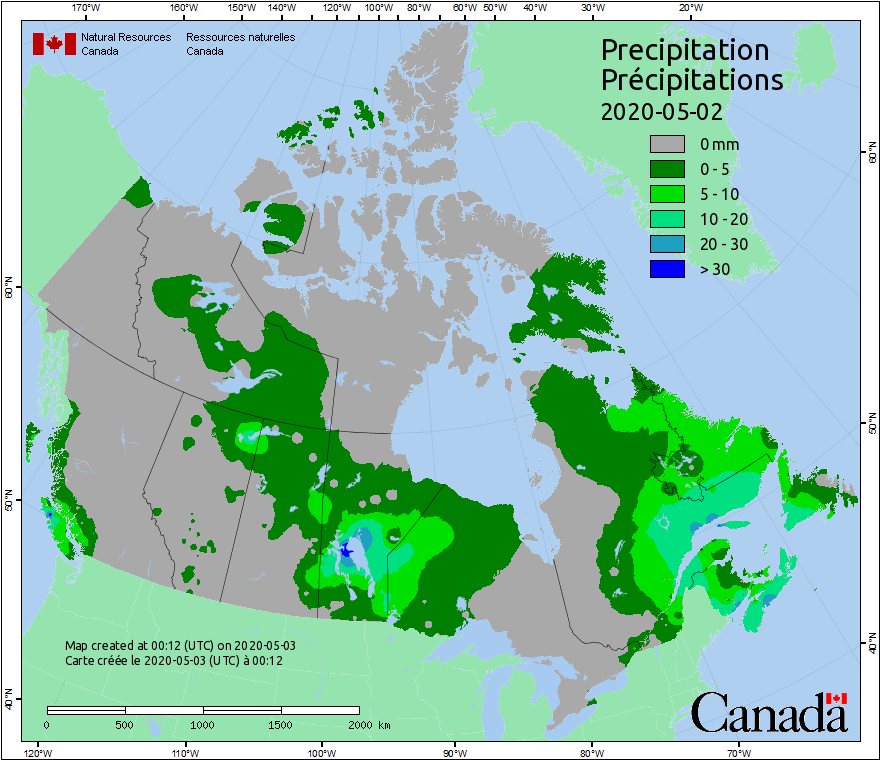 170°W 160°W 150°W 140°W 120°W 100°W 80°W 60°W 50°W 40°W 30°W 20°W
Natural Resources Ressources naturelles
Canada Canada
Precipitation
Précipitations
2020-05-02
0 mm
0 - 5
5 - 10
10 - 20
20 - 30
> 30
60°N
60°N
50°N
50°N
40°N
40°N
Map created at 00:12 (UTC) on 2020-05-03
Carte créée le 2020-05-03 (UTC) à 00:12
0 500 1000 1500 2000 km
Canada
120°W 110°W 100°W 90°W 80°W 70°W